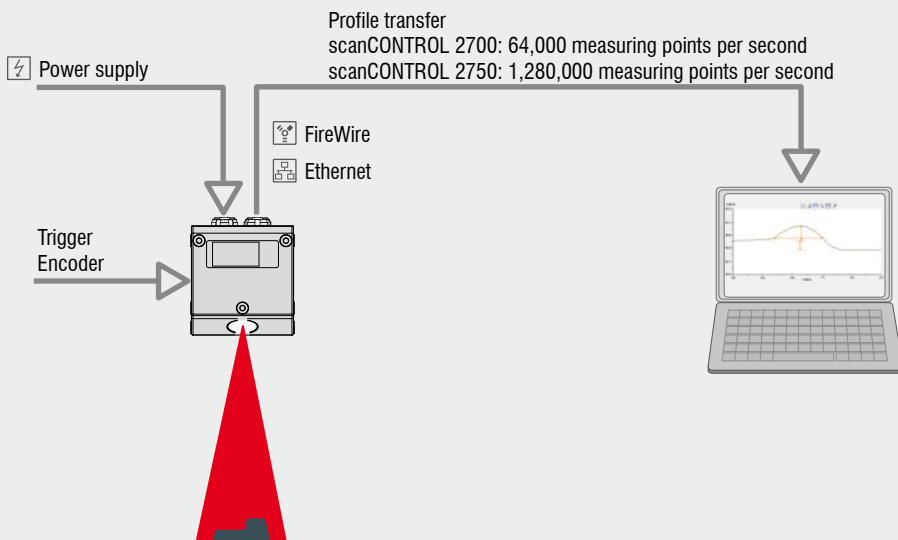 Profile transfer
scanCONTROL 2700: 64,000 measuring points per second
scanCONTROL 2750: 1,280,000 measuring points per second
Power supply
FireWire
Ethernet
Trigger
Encoder